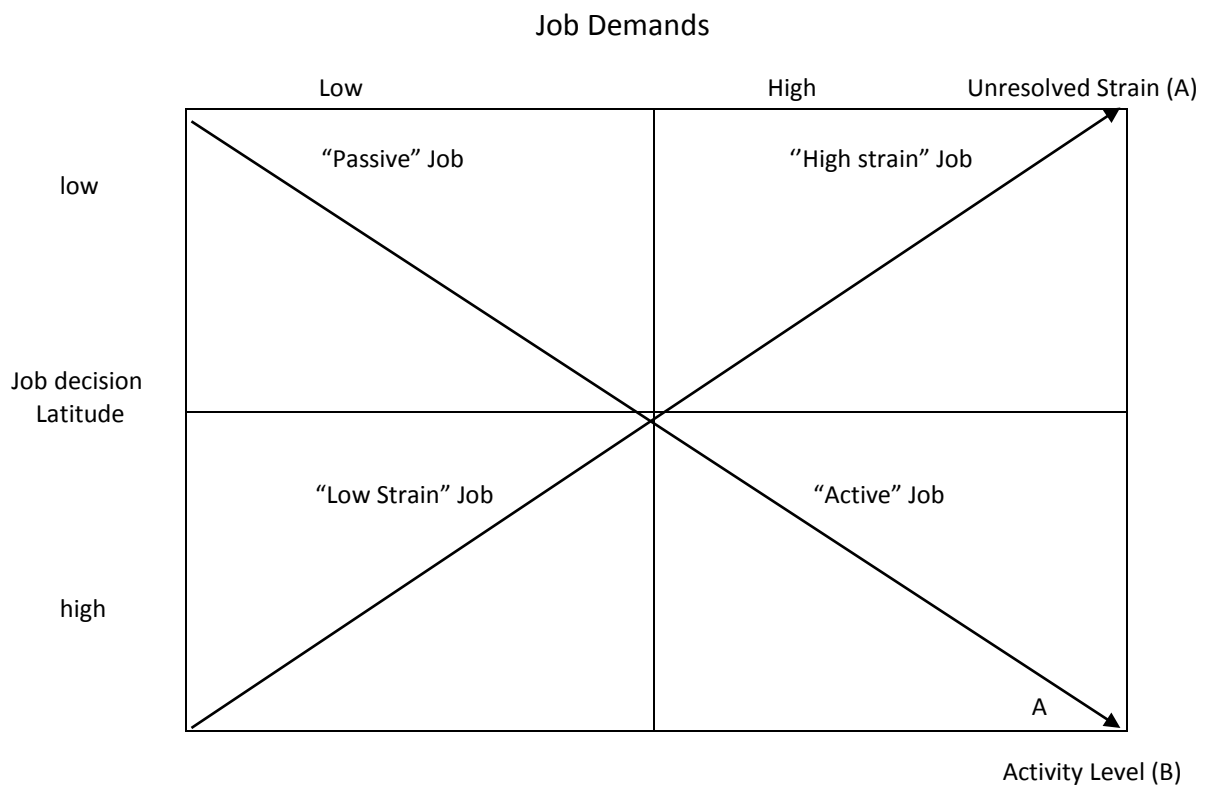 Job Demands
Low
High
Unresolved Strain (A)
“Passive” Job
‘’High strain” Job
low
Job decision
Latitude
“Low Strain” Job
“Active” Job
high
A
Activity Level (B)